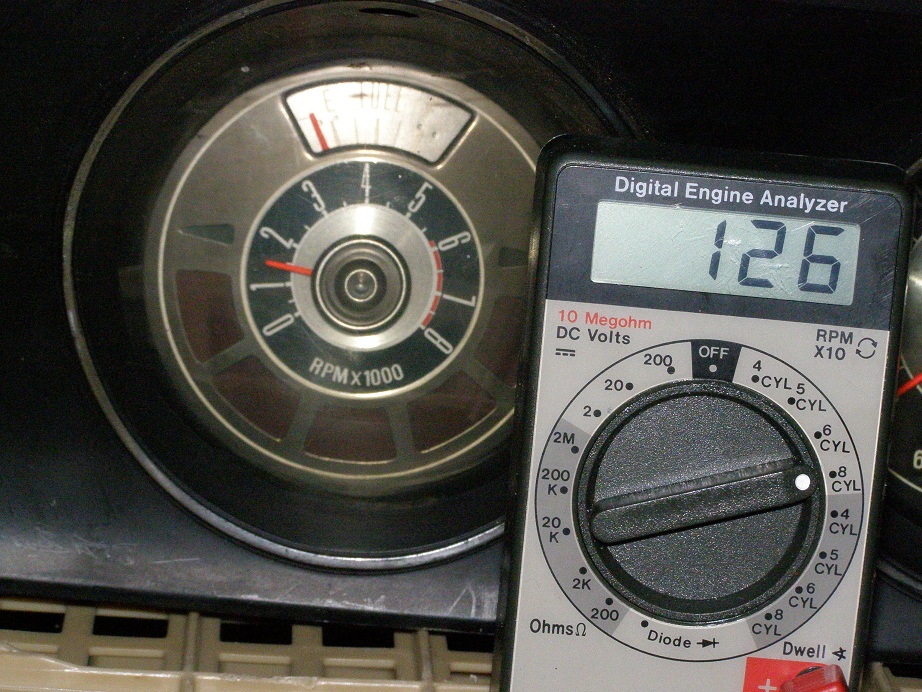 E FUEL
0
1
2
3
4
5
6
7
8
RPM X 1000
Digital Engine Analyzer
126
10 Megohm
DC Volts
RPM
X10
OFF
200
20
2
2M
200
K
20
K
2K
200
4
CYL
5
CYL
6
CYL
8
CYL
4
CYL
5
CYL
6
CYL
8
CYL
OhmsΩ
Diode
Dwell
+
6